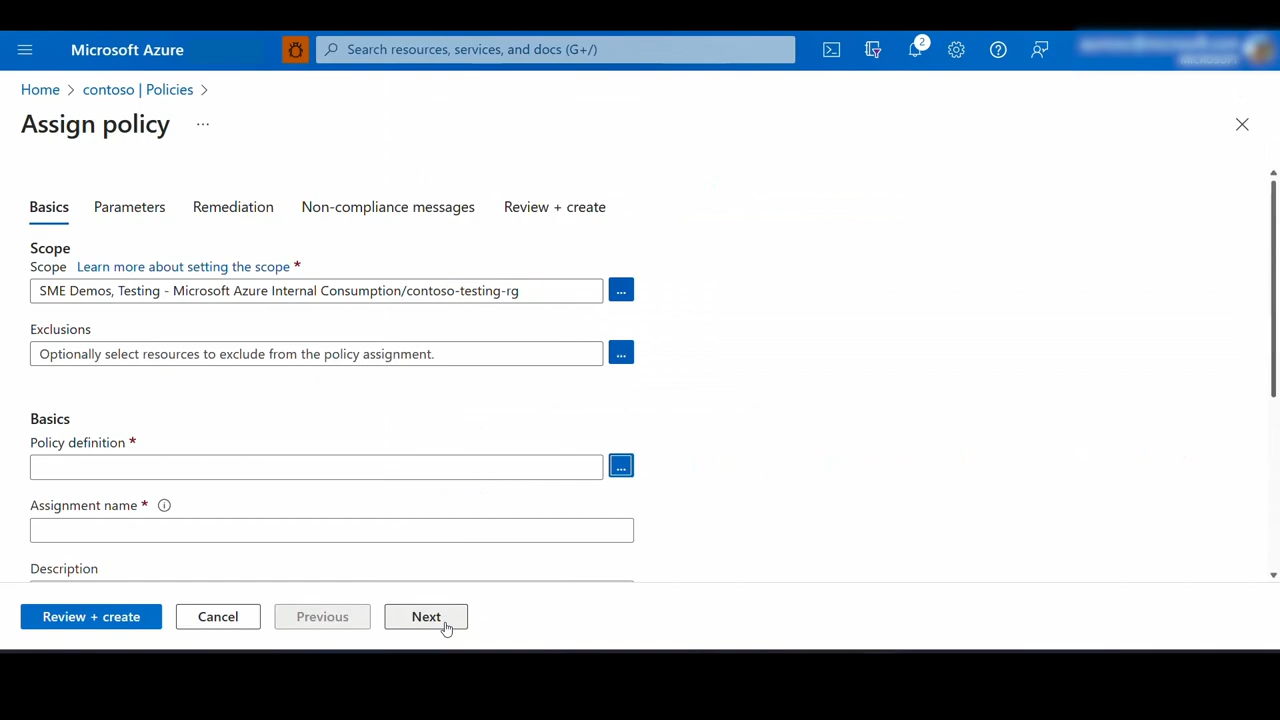 Microsoft Azure
Search resources, services, and docs (G+/)
2
Home > contoso | Policies >
Assign policy ...
Basics Parameters Remediation Non-compliance messages Review + create
Scope
Scope Learn more about setting the scope *
SME Demos, Testing - Microsoft Azure Internal Consumption/contoso-testing-rg ...
Exclusions
Optionally select resources to exclude from the policy assignment. ...
Basics
Policy definition *
...
Assignment name *
Description
Review + create Cancel Previous Next